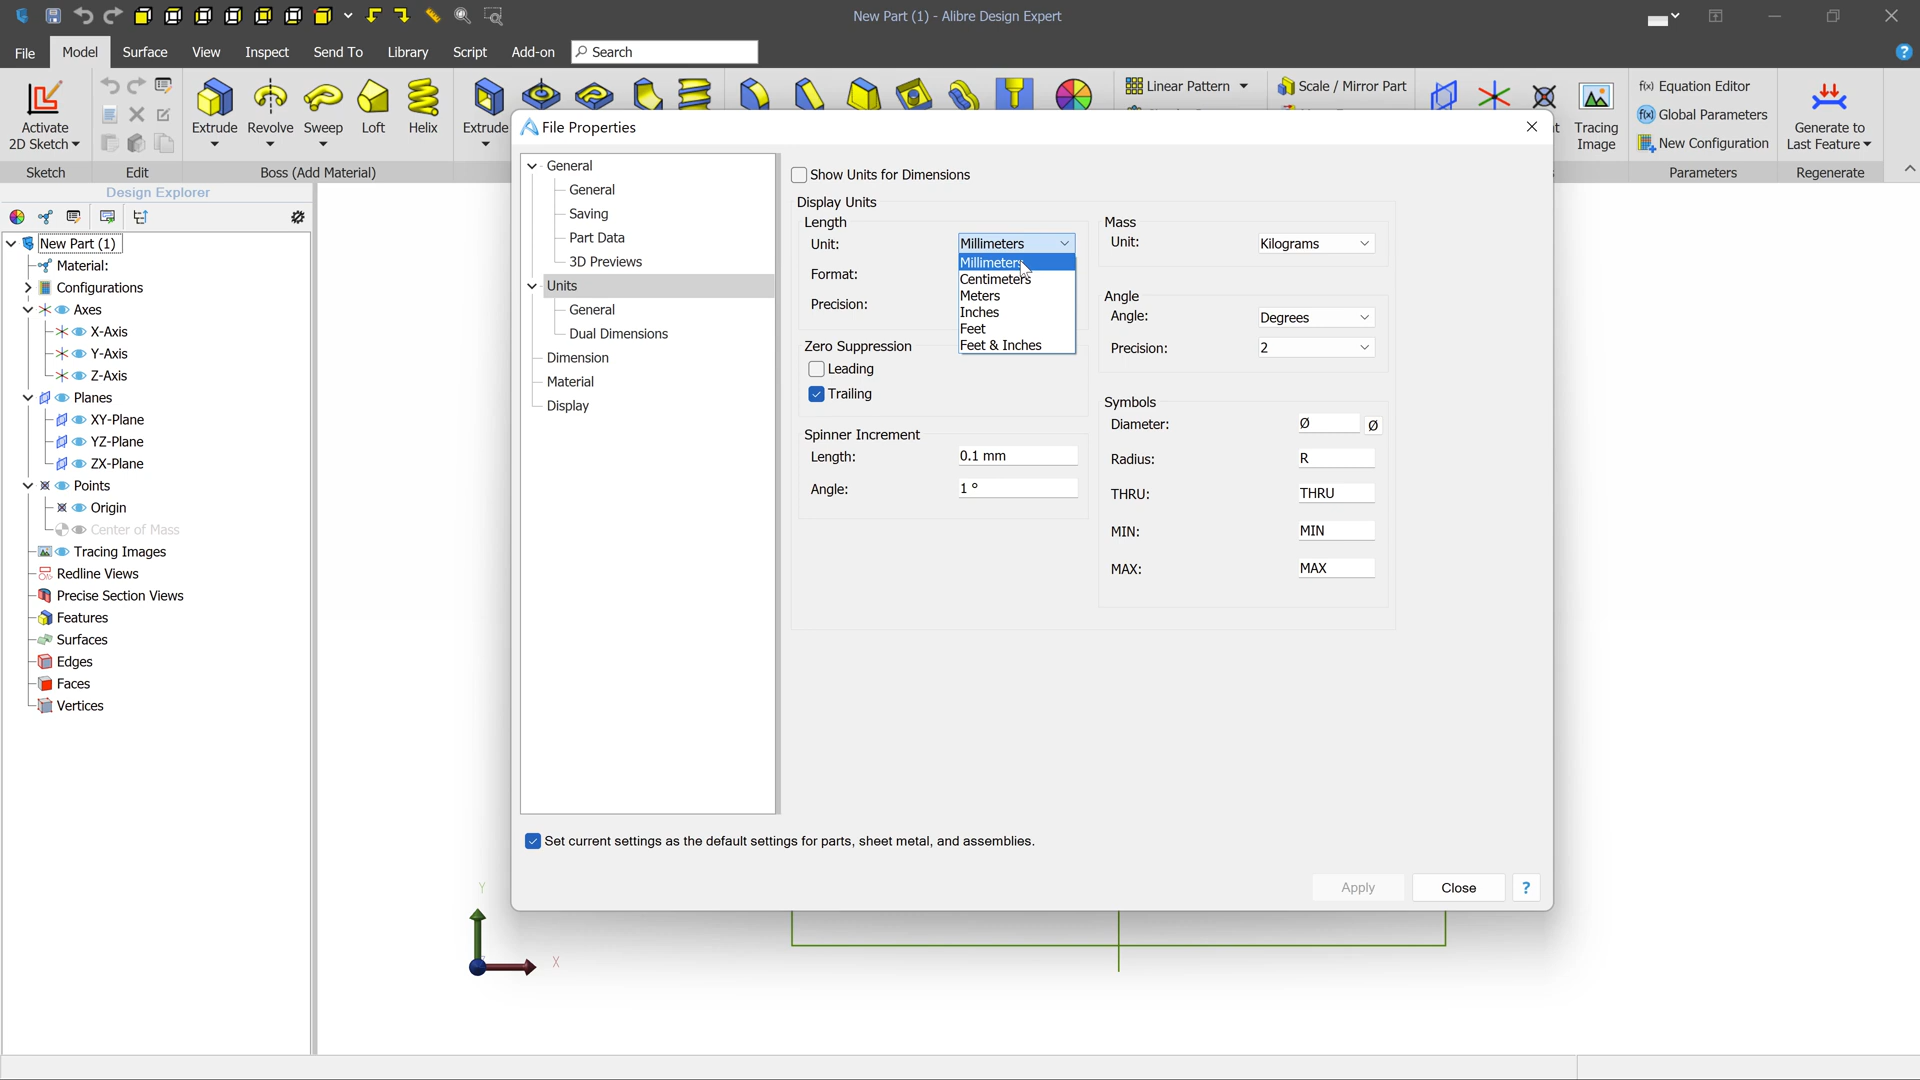 New Part (1) - Alibre Design Expert
File Model Surface View Inspect Send To Library Script Add-on Search
Activate
2D Sketch
Extrude Revolve Sweep Loft Helix Extrude
Linear Pattern
Scale / Mirror Part
Tracing
Image
Equation Editor
Global Parameters
New Configuration
Generate to
Last Feature
Sketch Edit Boss (Add Material) Parameters Regenerate
Design Explorer
New Part (1)
Material:
Configurations
Axes
X-Axis
Y-Axis
Z-Axis
Planes
XY-Plane
YZ-Plane
ZX-Plane
Points
Origin
Center of Mass
Tracing Images
Redline Views
Precise Section Views
Features
Surfaces
Edges
Faces
Vertices
File Properties
General
General
Saving
Part Data
3D Previews
Units
General
Dual Dimensions
Dimension
Material
Display
Show Units for Dimensions
Display Units
Length
Unit: Millimeters
Millimeters
Centimeters
Meters
Inches
Feet
Feet & Inches
Format:
Precision:
Zero Suppression
Leading
Trailing
Spinner Increment
Length: 0.1 mm
Angle: 1 °
Mass
Unit: Kilograms
Angle
Angle: Degrees
Precision: 2
Symbols
Diameter: Ø Ø
Radius: R
THRU: THRU
MIN: MIN
MAX: MAX
Set current settings as the default settings for parts, sheet metal, and assemblies.
Apply Close ?
Y
X